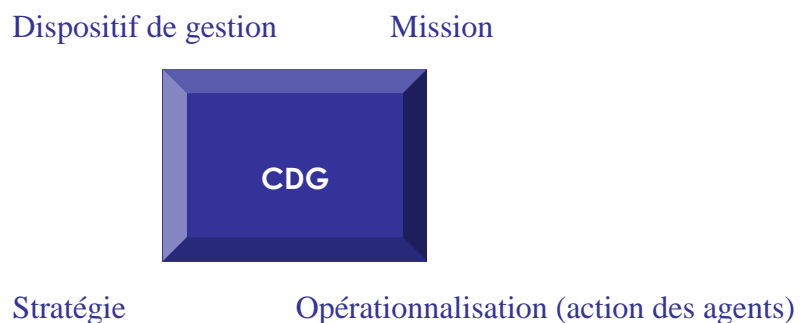 Dispositif de gestion Mission
CDG
Stratégie Opérationnalisation (action des agents)